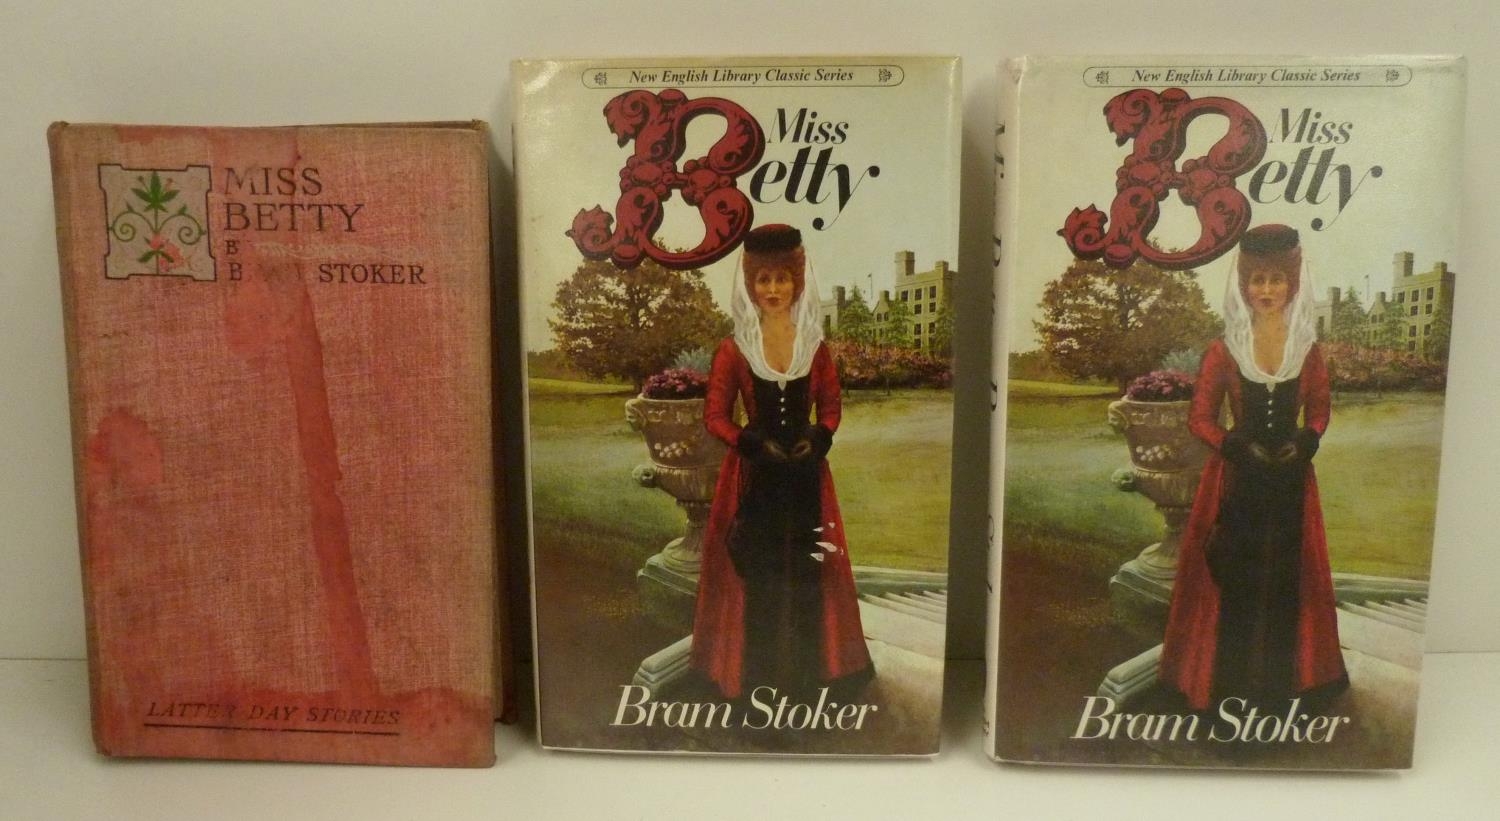 MISS
BETTY
B
B STOKER
LATTER DAY STORIES
New English Library Classic Series
Miss
Betty
Bram Stoker
New English Library Classic Series
Miss
Betty
Bram Stoker